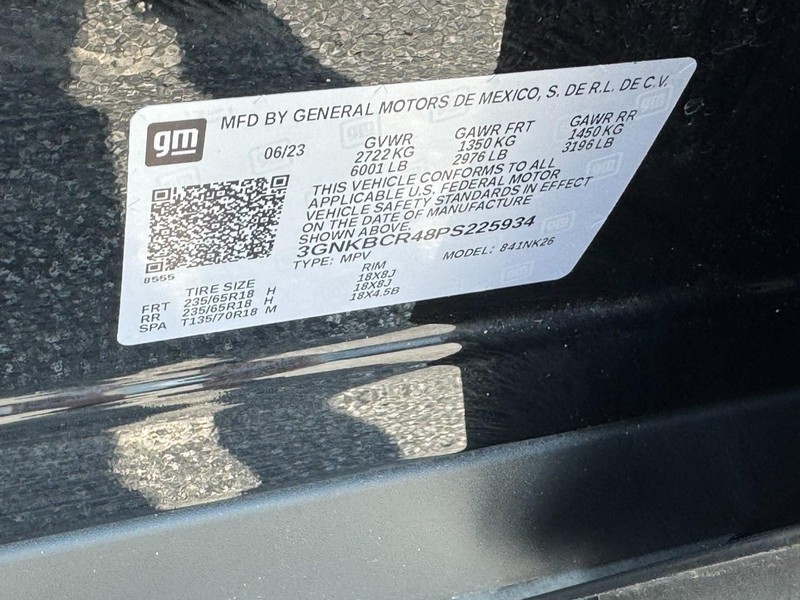 gm
MFD BY GENERAL MOTORS DE MEXICO, S. DE R.L. DE C.V.
06/23 GVWR GAWR FRT GAWR RR
2722 KG 1350 KG 1450 KG
6001 LB 2976 LB 3196 LB
THIS VEHICLE CONFORMS TO ALL
APPLICABLE U.S. FEDERAL MOTOR
VEHICLE SAFETY STANDARDS IN EFFECT
ON THE DATE OF MANUFACTURE
SHOWN ABOVE.
3GNKBCR48PS225934
TYPE: MPV MODEL: 841NK26
8555
TIRE SIZE RIM
FRT 235/65R18 H 18X8J
RR 235/65R18 H 18X8J
SPA T135/70R18 M 18X4.5B